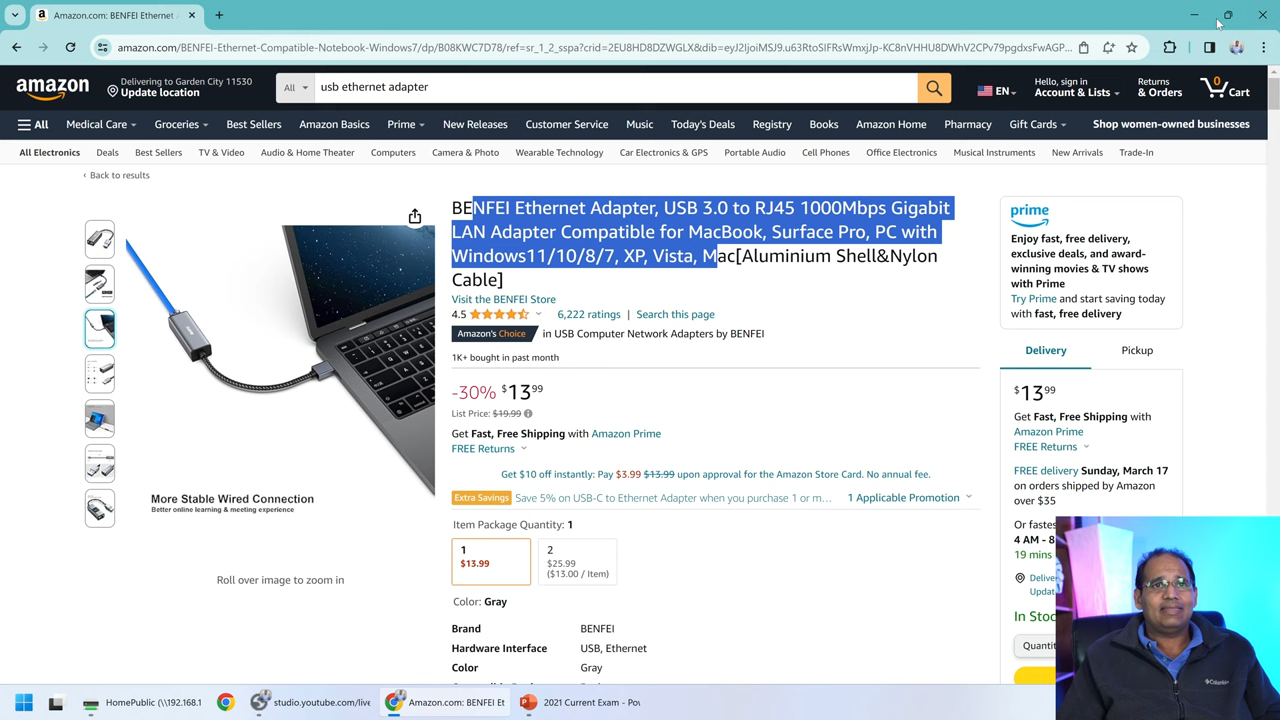 Amazon.com: BENFEI Ethernet
amazon.com/BENFEI-Ethernet-Compatible-Notebook-Windows7/dp/B08KWC7D78/ref=sr_1_2_sspa?crid=2EU8HD8DZWGLX&dib=eyJ2IjoiMSJ9.u63RtoSIFRsWmxjJp-KC8nVHHU8DWhV2CPv79pgdxsFwAGP...
amazon
Delivering to Garden City 11530
Update location
All
usb ethernet adapter
EN
Hello, sign in
Account & Lists
Returns
& Orders
0
Cart
All
Medical Care
Groceries
Best Sellers
Amazon Basics
Prime
New Releases
Customer Service
Music
Today's Deals
Registry
Books
Amazon Home
Pharmacy
Gift Cards
Shop women-owned businesses
All Electronics
Deals
Best Sellers
TV & Video
Audio & Home Theater
Computers
Camera & Photo
Wearable Technology
Car Electronics & GPS
Portable Audio
Cell Phones
Office Electronics
Musical Instruments
New Arrivals
Trade-In
‹ Back to results
More Stable Wired Connection
Better online learning & meeting experience
Roll over image to zoom in
BENFEI Ethernet Adapter, USB 3.0 to RJ45 1000Mbps Gigabit
LAN Adapter Compatible for MacBook, Surface Pro, PC with
Windows11/10/8/7, XP, Vista, Mac[Aluminium Shell&Nylon
Cable]
Visit the BENFEI Store
4.5 6,222 ratings | Search this page
Amazon's Choice in USB Computer Network Adapters by BENFEI
1K+ bought in past month
-30% $13 99
List Price: $19.99
Get Fast, Free Shipping with Amazon Prime
FREE Returns
Get $10 off instantly: Pay $3.99 $13.99 upon approval for the Amazon Store Card. No annual fee.
Extra Savings Save 5% on USB-C to Ethernet Adapter when you purchase 1 or m... 1 Applicable Promotion
Item Package Quantity: 1
1
$13.99
2
$25.99
($13.00 / Item)
Color: Gray
Brand BENFEI
Hardware Interface USB, Ethernet
Color Gray
prime
Enjoy fast, free delivery,
exclusive deals, and award-
winning movies & TV shows
with Prime
Try Prime and start saving today
with fast, free delivery
Delivery
Pickup
$13 99
Get Fast, Free Shipping with
Amazon Prime
FREE Returns
FREE delivery Sunday, March 17
on orders shipped by Amazon
over $35
Or fastes
4 AM - 8
19 mins
Delive
Updat
In Stoc
Quantit
Columbia
HomePublic (\\192.168.1
studio.youtube.com/live
Amazon.com: BENFEI Et
2021 Current Exam - Pov